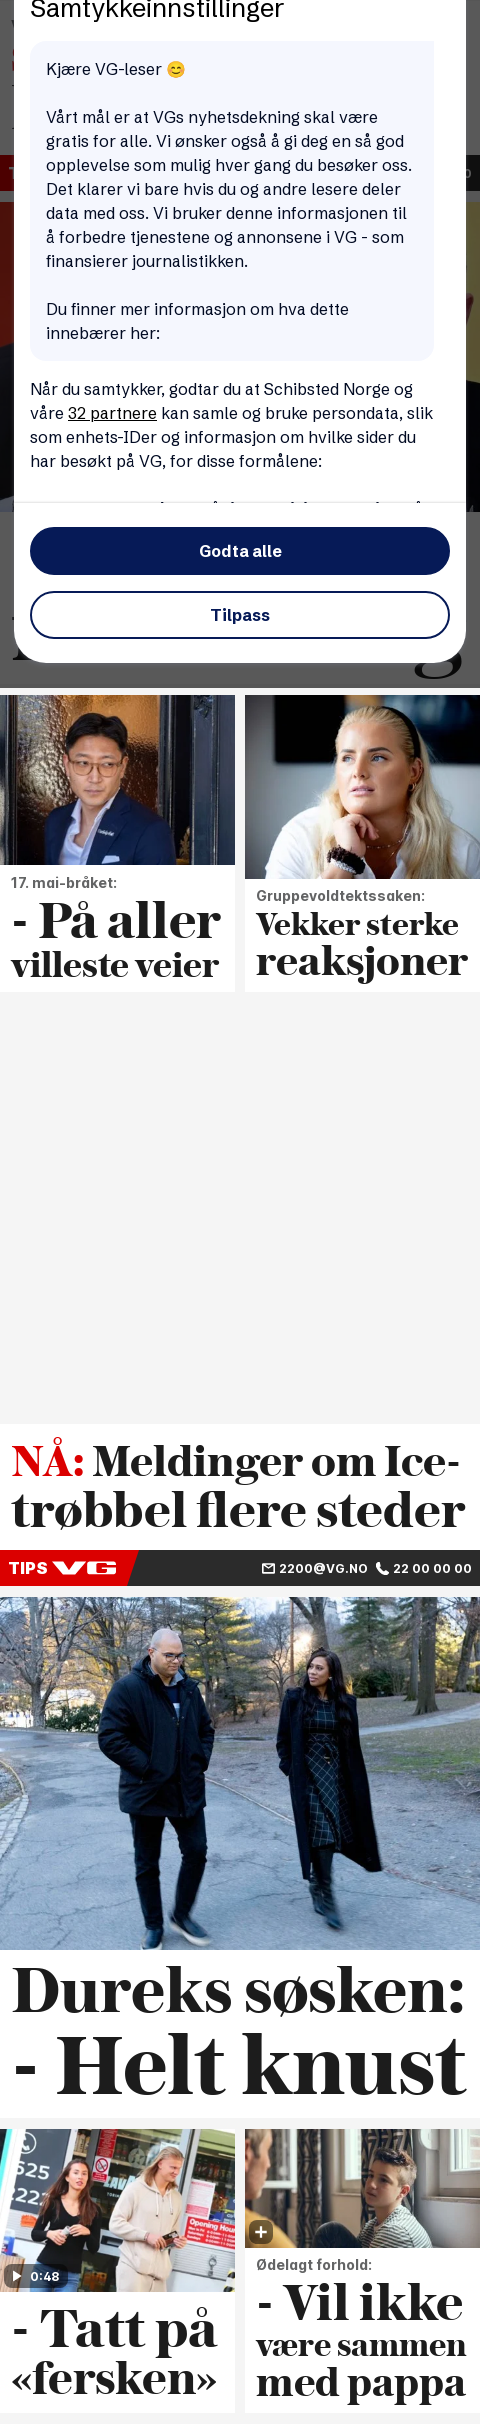 Samtykkeinnstillinger
Kjære VG-leser 😊
Vårt mål er at VGs nyhetsdekning skal være
gratis for alle. Vi ønsker også å gi deg en så god
opplevelse som mulig hver gang du besøker oss.
Det klarer vi bare hvis du og andre lesere deler
data med oss. Vi bruker denne informasjonen til
å forbedre tjenestene og annonsene i VG - som
finansierer journalistikken.
Du finner mer informasjon om hva dette
innebærer her:
Når du samtykker, godtar du at Schibsted Norge og
våre 32 partnere kan samle og bruke persondata, slik
som enhets-IDer og informasjon om hvilke sider du
har besøkt på VG, for disse formålene:
Godta alle
Tilpass
17. mai-bråket:
- På aller
villeste veier
Gruppevoldtektssaken:
Vekker sterke
reaksjoner
NÅ: Meldinger om Ice-
trøbbel flere steder
TIPS VG 2200@VG.NO 22 00 00 00
Dureks søsken:
- Helt knust
0:48
- Tatt på
«fersken»
Ødelagt forhold:
- Vil ikke
være sammen
med pappa